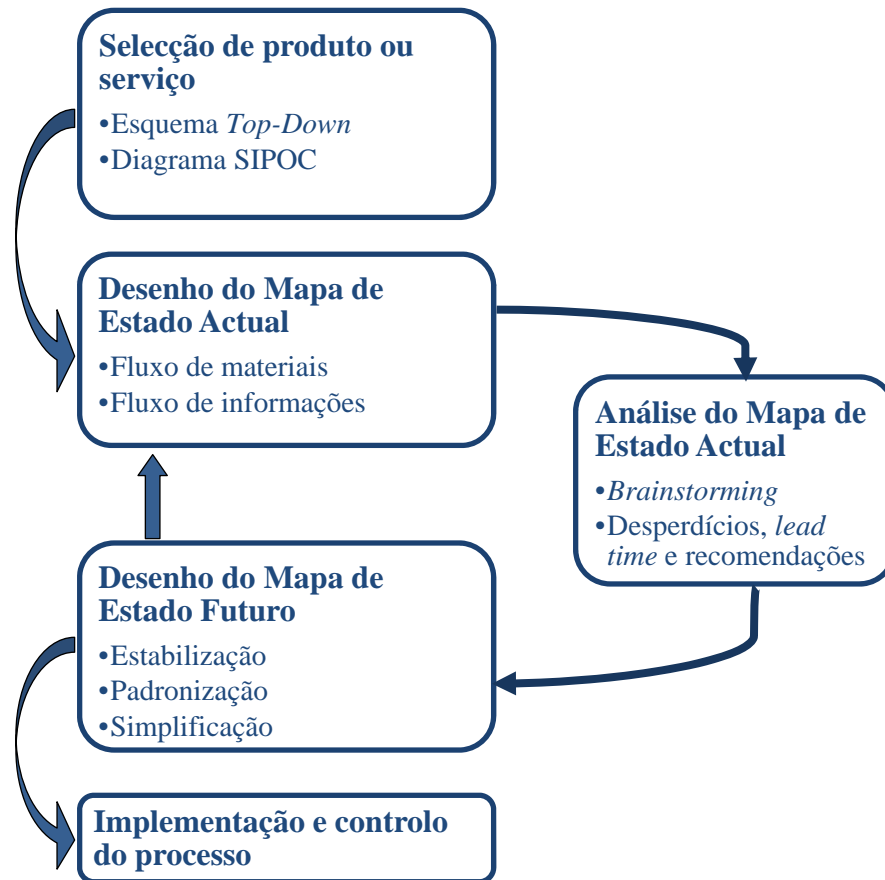 Selecção de produto ou
serviço
•Esquema Top-Down
•Diagrama SIPOC
Desenho do Mapa de
Estado Actual
•Fluxo de materiais
•Fluxo de informações
Análise do Mapa de
Estado Actual
•Brainstorming
•Desperdícios, lead
time e recomendações
Desenho do Mapa de
Estado Futuro
•Estabilização
•Padronização
•Simplificação
Implementação e controlo
do processo